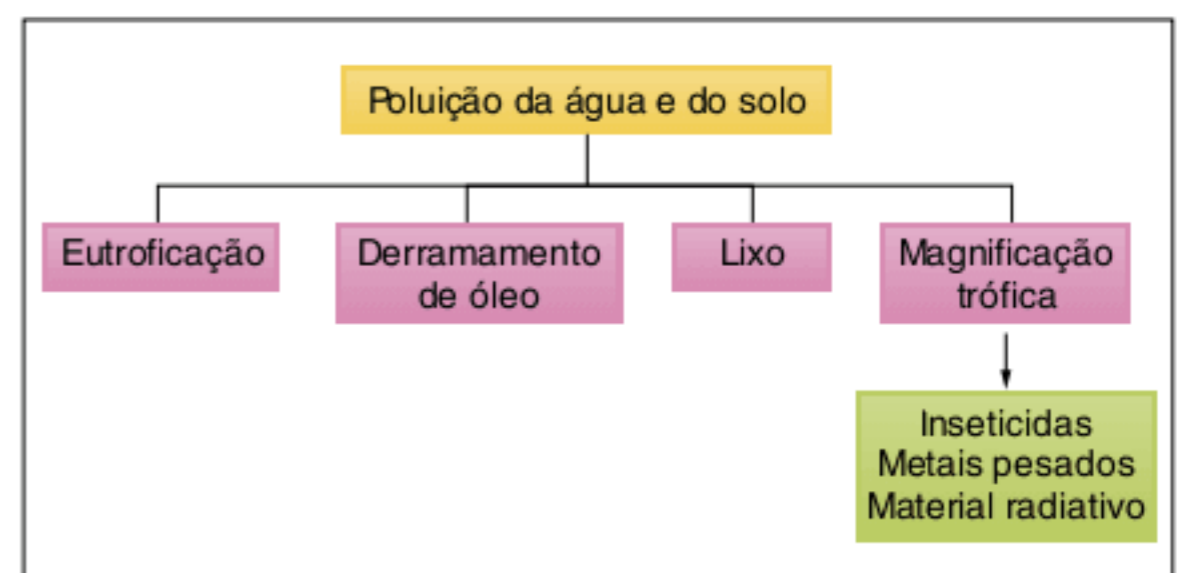 Poluição da água e do solo
Eutroficação
Derramamento
de óleo
Lixo
Magnificação
trófica
Inseticidas
Metais pesados
Material radiativo